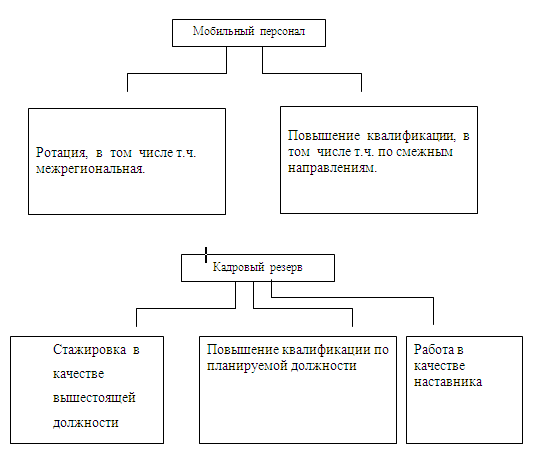 Мобильный персонал
Ротация, в том числе т.ч.
межрегиональная.
Повышение квалификации, в
том числе т.ч. по смежным
направлениям.
Кадровый резерв
Стажировка в
качестве
вышестоящей
должности
Повышение квалификации по
планируемой должности
Работа в
качестве
наставника